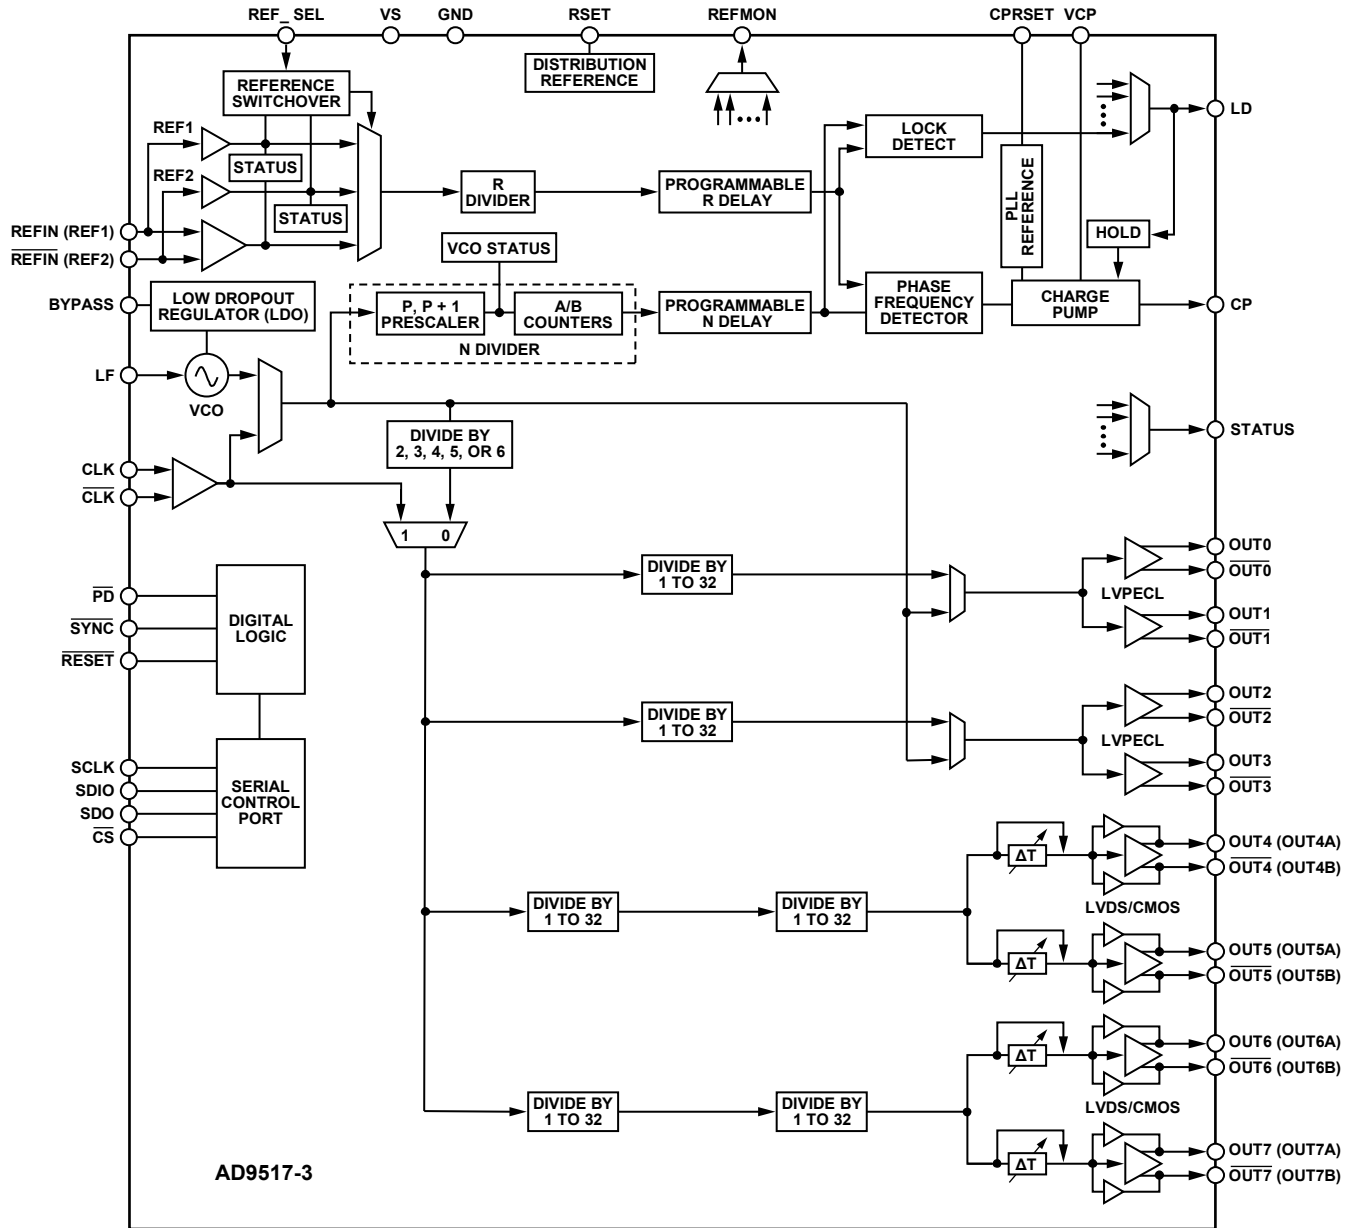 REF_ SEL VS GND RSET REFMON CPRSET VCP
DISTRIBUTION
REFERENCE
REFERENCE
SWITCHOVER
LD
REF1
LOCK
DETECT
STATUS
REF2
R
DIVIDER
PROGRAMMABLE
R DELAY
STATUS
PLL
REFERENCE
HOLD
REFIN (REF1)
REFIN (REF2)
VCO STATUS
BYPASS
LOW DROPOUT
REGULATOR (LDO)
P, P + 1
PRESCALER
A/B
COUNTERS
N DIVIDER
PROGRAMMABLE
N DELAY
PHASE
FREQUENCY
DETECTOR
CHARGE
PUMP
CP
LF
VCO
STATUS
DIVIDE BY
2, 3, 4, 5, OR 6
CLK
CLK
1 0
OUT0
OUT0
DIVIDE BY
1 TO 32
LVPECL
OUT1
OUT1
PD
SYNC
RESET
DIGITAL
LOGIC
OUT2
OUT2
DIVIDE BY
1 TO 32
LVPECL
OUT3
OUT3
SCLK
SDIO
SDO
CS
SERIAL
CONTROL
PORT
OUT4 (OUT4A)
OUT4 (OUT4B)
ΔT
DIVIDE BY
1 TO 32
DIVIDE BY
1 TO 32
LVDS/CMOS
OUT5 (OUT5A)
OUT5 (OUT5B)
ΔT
OUT6 (OUT6A)
OUT6 (OUT6B)
ΔT
DIVIDE BY
1 TO 32
DIVIDE BY
1 TO 32
LVDS/CMOS
OUT7 (OUT7A)
OUT7 (OUT7B)
ΔT
AD9517-3